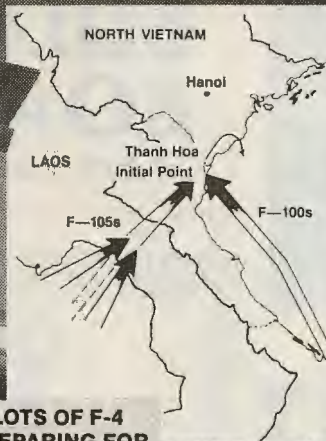 NORTH VIETNAM
Hanoi
Thanh Hoa
Initial Point
LAOS
F—105s
F—100s
LOTS OF F-4
EPARING FOR